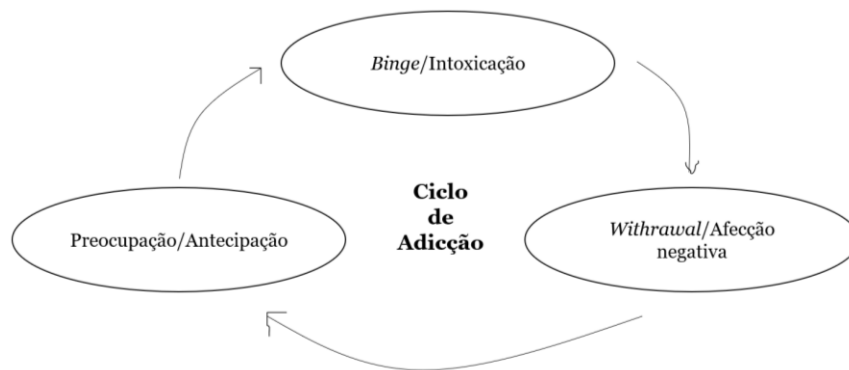 Binge/Intoxicação
Ciclo
de
Adicção
Preocupação/Antecipação
Withrawal/Afecção
negativa